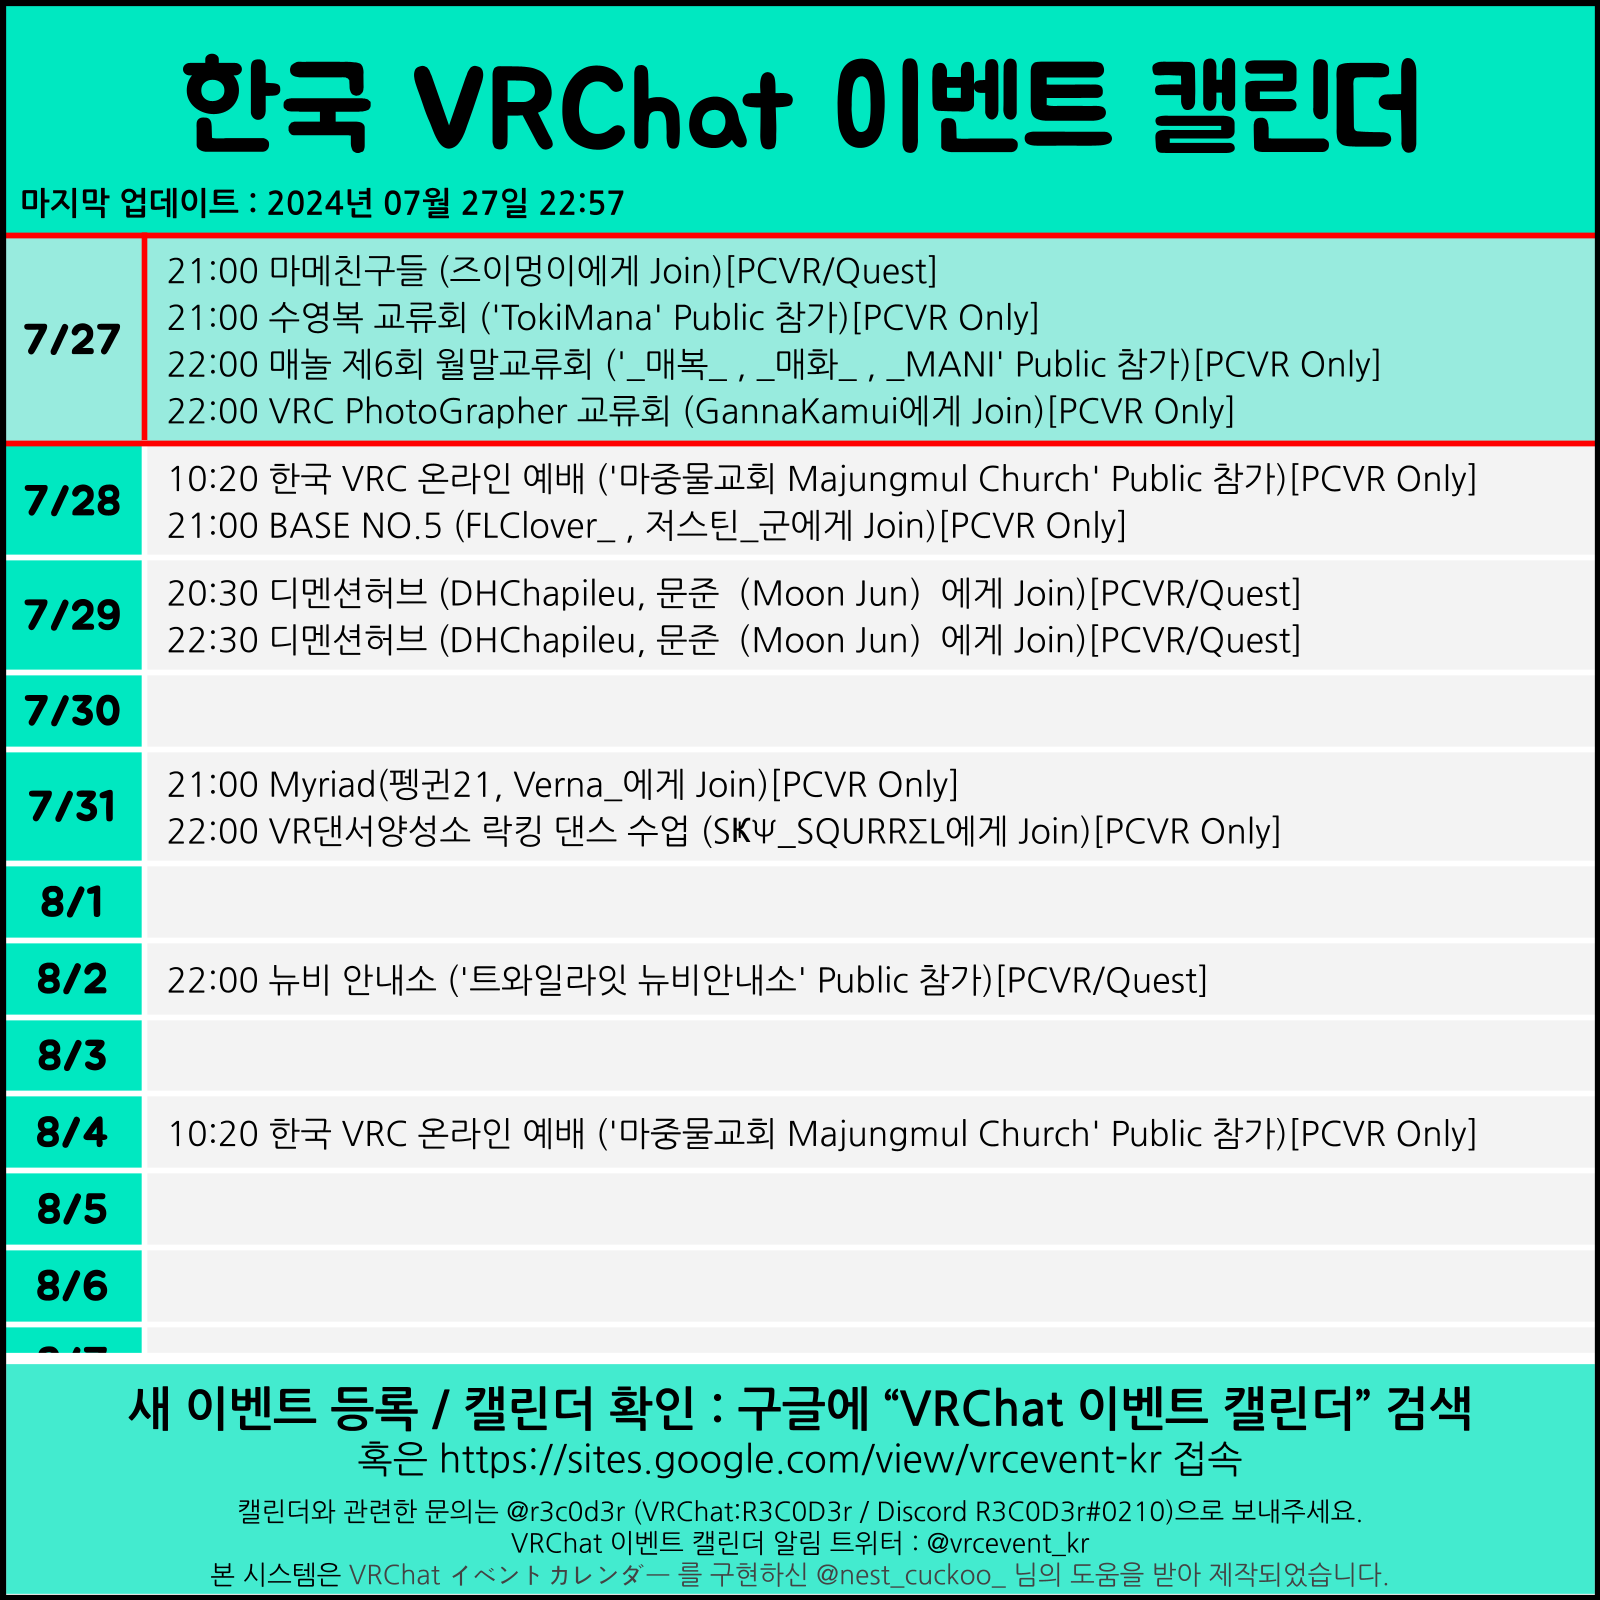 한국 VRChat 이벤트 캘린더
마지막 업데이트 : 2024년 07월 27일 22:57
7/27
21:00 마메친구들 (즈이멍이에게 Join)[PCVR/Quest]
21:00 수영복 교류회 ('TokiMana' Public 참가)[PCVR Only]
22:00 매놀 제6회 월말교류회 ('_매복_ , _매화_ , _MANI' Public 참가)[PCVR Only]
22:00 VRC PhotoGrapher 교류회 (GannaKamui에게 Join)[PCVR Only]
7/28
10:20 한국 VRC 온라인 예배 ('마중물교회 Majungmul Church' Public 참가)[PCVR Only]
21:00 BASE NO.5 (FLClover_ , 저스틴_군에게 Join)[PCVR Only]
7/29
20:30 디멘션허브 (DHChapileu, 문준（Moon Jun）에게 Join)[PCVR/Quest]
22:30 디멘션허브 (DHChapileu, 문준（Moon Jun）에게 Join)[PCVR/Quest]
7/30
7/31
21:00 Myriad(펭귄21, Verna_에게 Join)[PCVR Only]
22:00 VR댄서양성소 락킹 댄스 수업 (SҜΨ_SQURRΣL에게 Join)[PCVR Only]
8/1
8/2
22:00 뉴비 안내소 ('트와일라잇 뉴비안내소' Public 참가)[PCVR/Quest]
8/3
8/4
10:20 한국 VRC 온라인 예배 ('마중물교회 Majungmul Church' Public 참가)[PCVR Only]
8/5
8/6
새 이벤트 등록 / 캘린더 확인 : 구글에 “VRChat 이벤트 캘린더” 검색
혹은 https://sites.google.com/view/vrcevent-kr 접속
캘린더와 관련한 문의는 @r3c0d3r (VRChat:R3C0D3r / Discord R3C0D3r#0210)으로 보내주세요.
VRChat 이벤트 캘린더 알림 트위터 : @vrcevent_kr
본 시스템은 VRChat イベントカレンダー 를 구현하신 @nest_cuckoo_ 님의 도움을 받아 제작되었습니다.